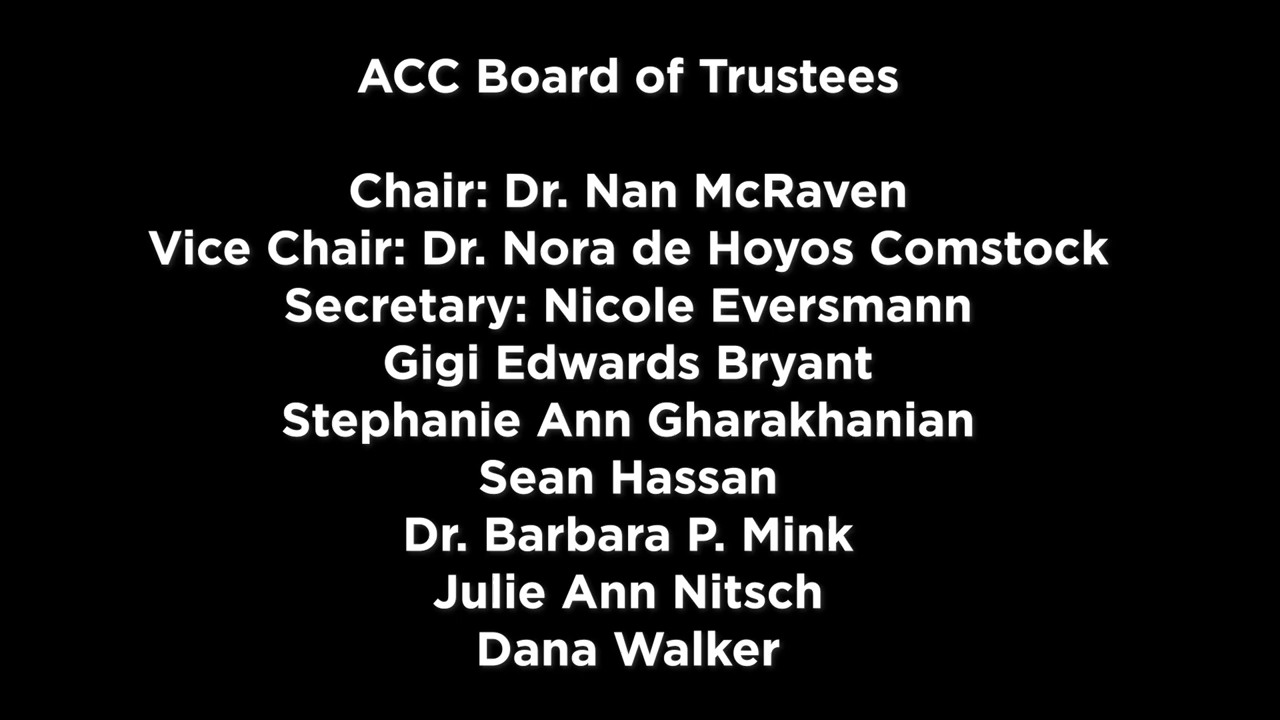 ACC Board of Trustees
Chair: Dr. Nan McRaven
Vice Chair: Dr. Nora de Hoyos Comstock
Secretary: Nicole Eversmann
Gigi Edwards Bryant
Stephanie Ann Gharakhanian
Sean Hassan
Dr. Barbara P. Mink
Julie Ann Nitsch
Dana Walker